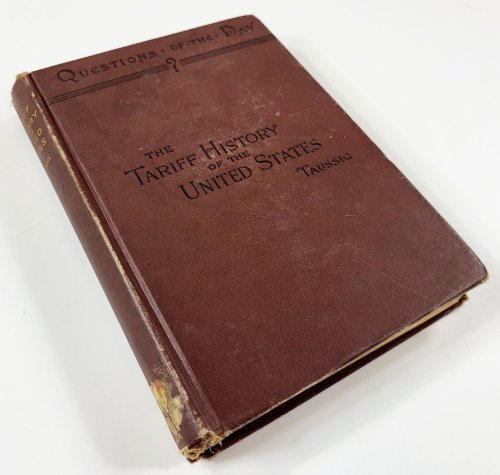 QUESTIONS · OF · THE · DAY
?
THE
TARIFF HISTORY
OF THE
UNITED STATES
TAUSSIG